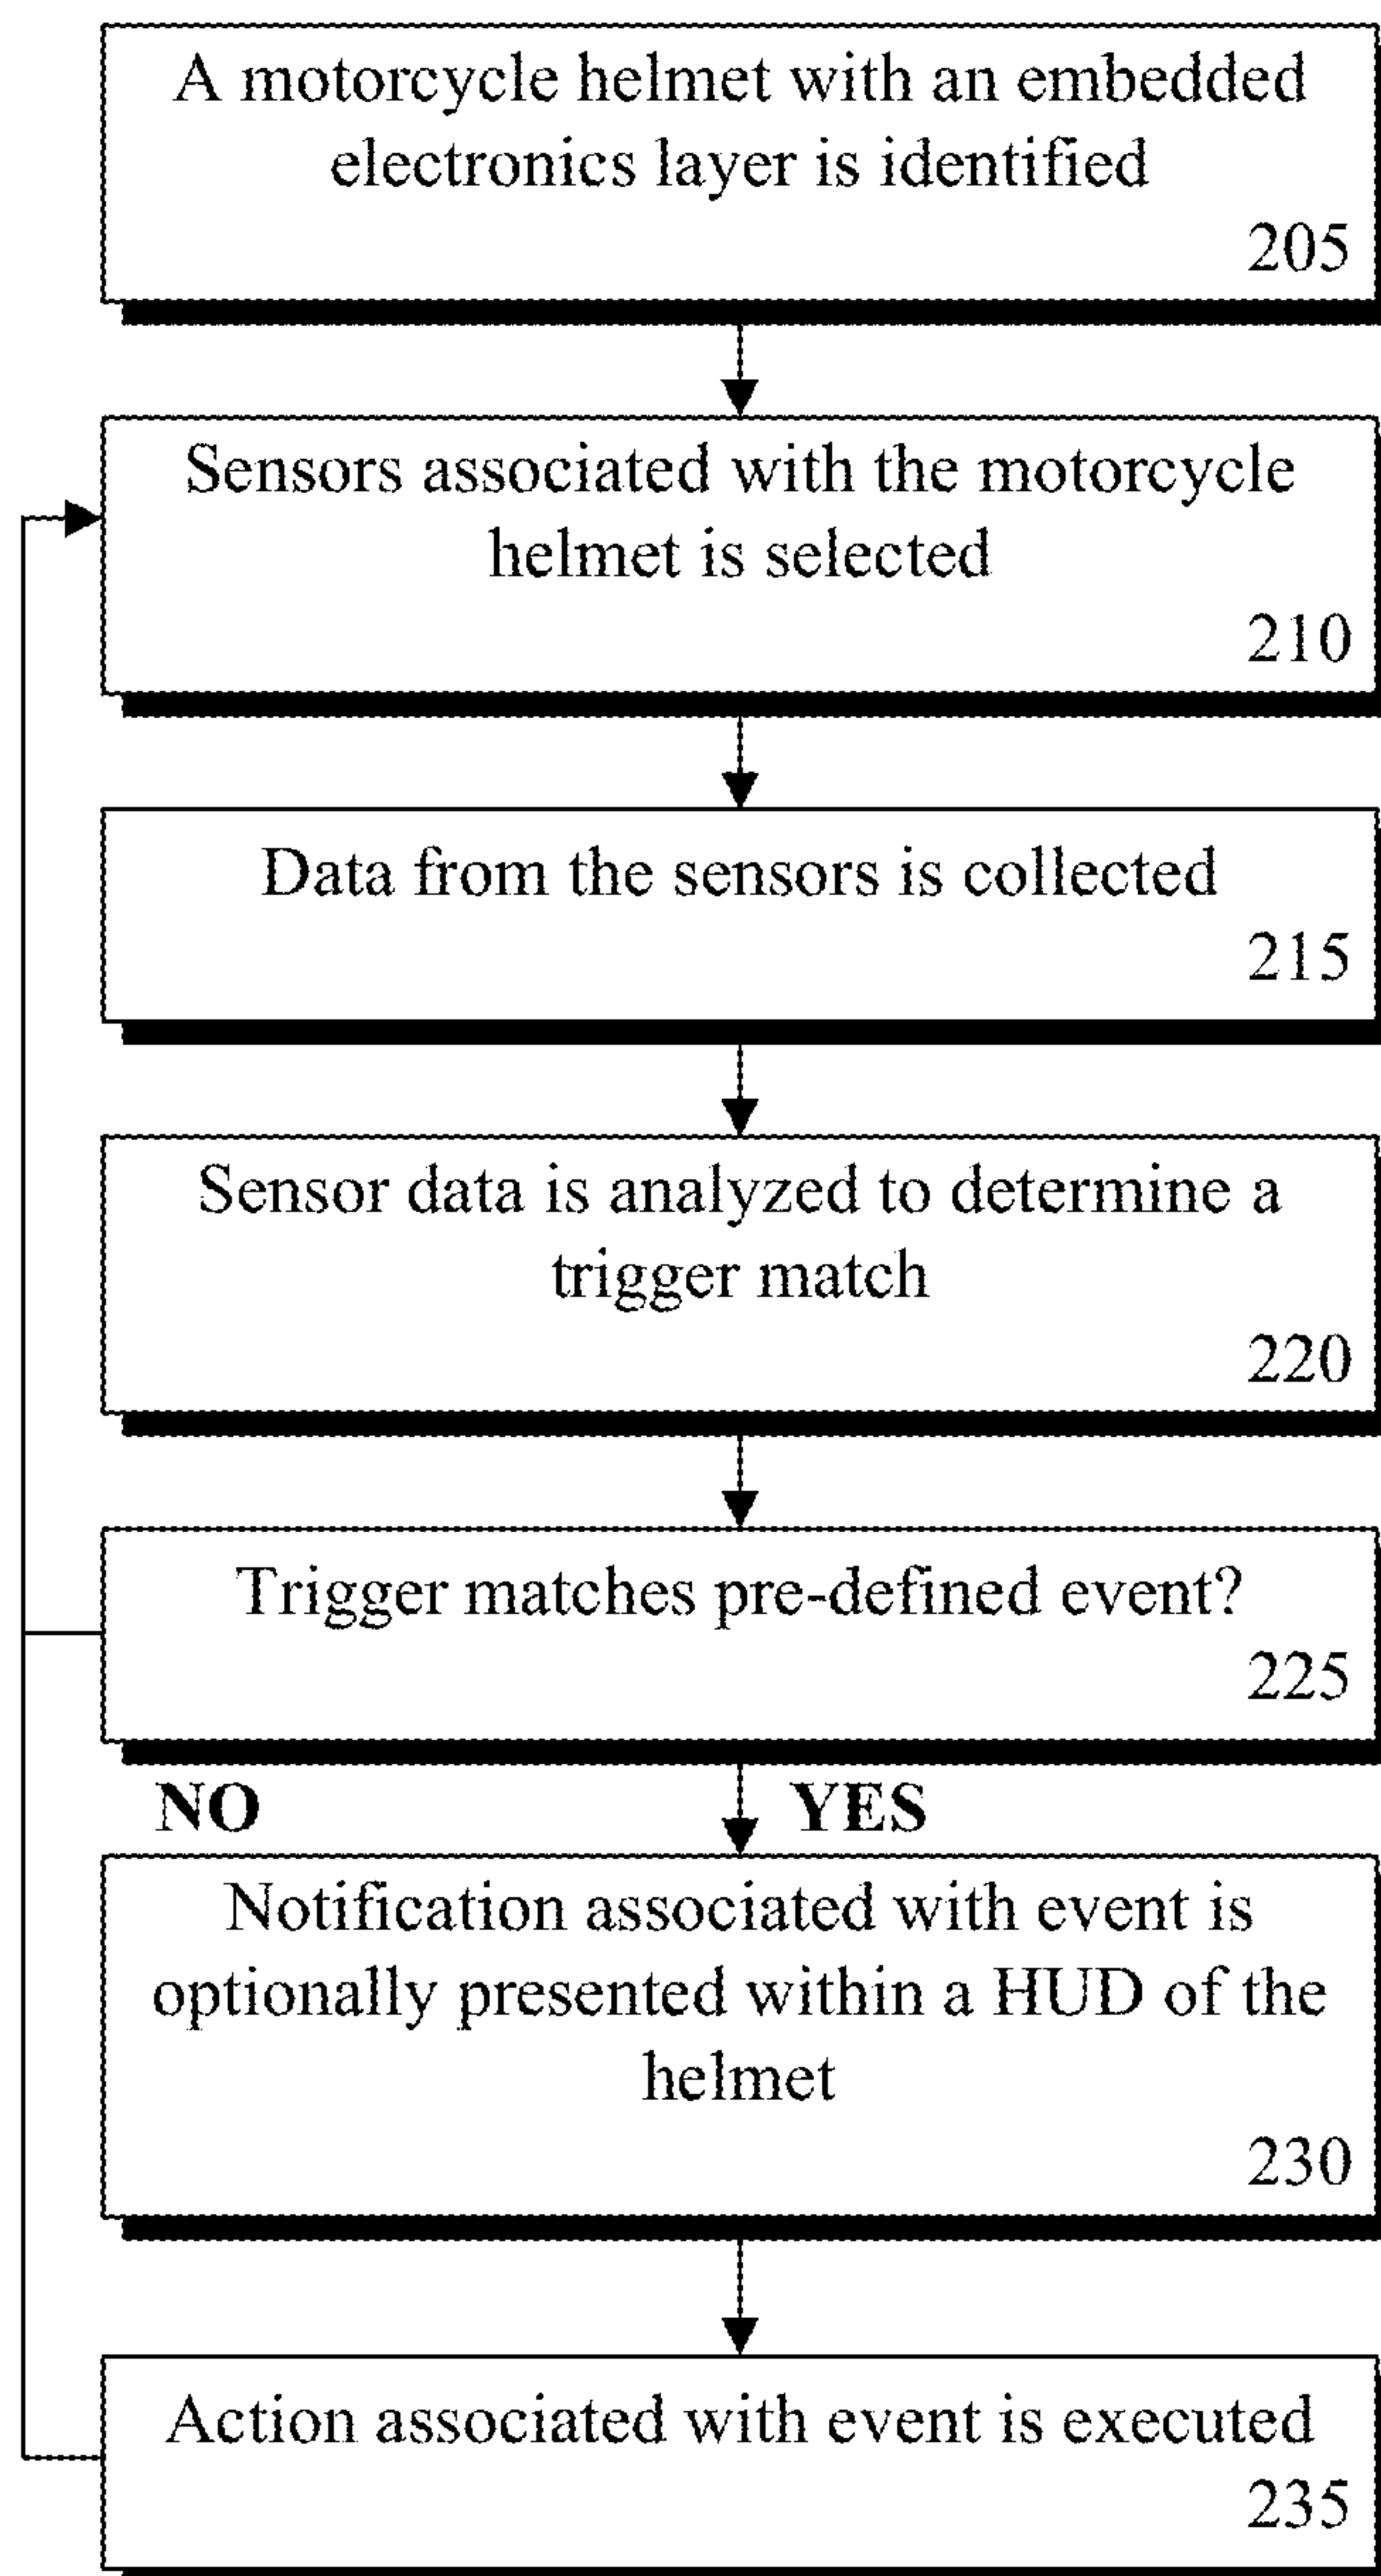 A motorcycle helmet with an embedded
electronics layer is identified
205
Sensors associated with the motorcycle
helmet is selected
210
Data from the sensors is collected
215
Sensor data is analyzed to determine a
trigger match
220
Trigger matches pre-defined event?
225
NO
YES
Notification associated with event is
optionally presented within a HUD of the
helmet
230
Action associated with event is executed
235